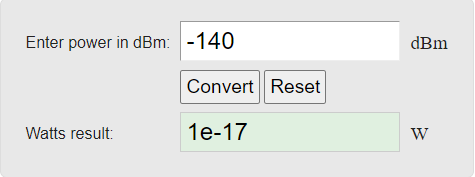 Enter power in dBm: -140 dBm
Convert Reset
Watts result: 1e-17 W